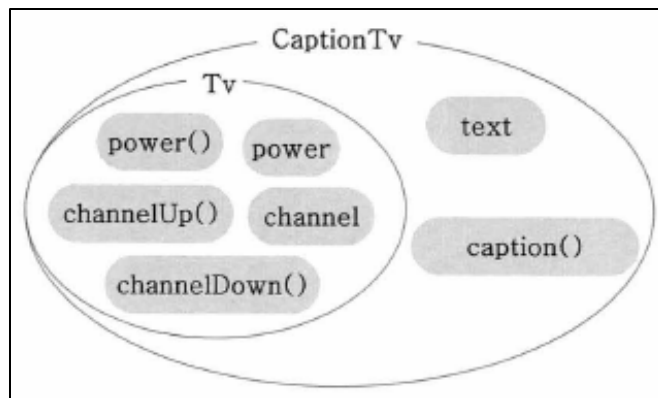 CaptionTv
Tv
power()
power
text
channelUp()
channel
caption()
channelDown()